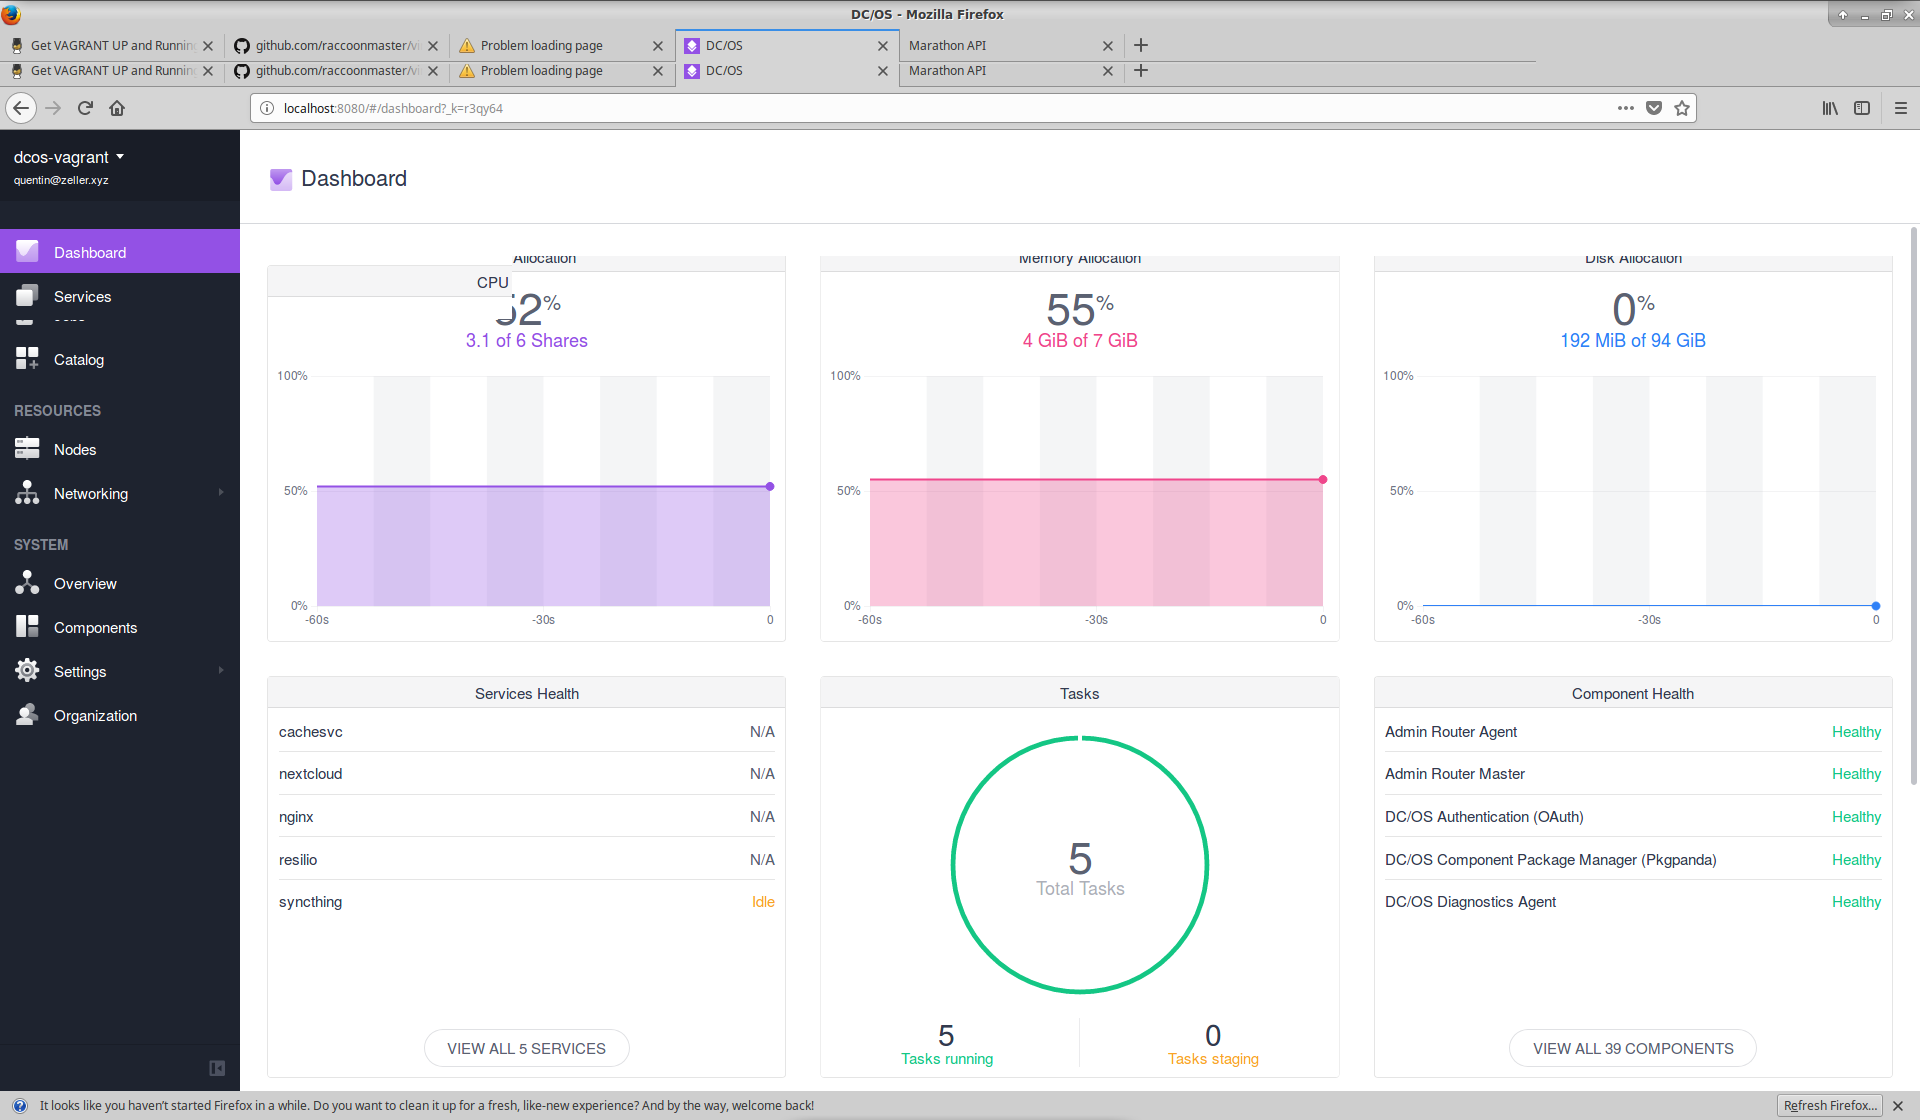 DC/OS - Mozilla Firefox
Get VAGRANT UP and Runnin
github.com/raccoonmaster/vi
Problem loading page
DC/OS
Marathon API
Get VAGRANT UP and Runnin
github.com/raccoonmaster/vi
Problem loading page
DC/OS
Marathon API
localhost:8080/#/dashboard?_k=r3qy64
dcos-vagrant
quentin@zeller.xyz
Dashboard
Services
Catalog
RESOURCES
Nodes
Networking
SYSTEM
Overview
Components
Settings
Organization
Dashboard
CPU Allocation
52%
3.1 of 6 Shares
100%
50%
0%
-60s
-30s
0
Memory Allocation
55%
4 GiB of 7 GiB
100%
50%
0%
-60s
-30s
0
Disk Allocation
0%
192 MiB of 94 GiB
100%
50%
0%
-60s
-30s
0
Services Health
cachesvc N/A
nextcloud N/A
nginx N/A
resilio N/A
syncthing Idle
VIEW ALL 5 SERVICES
Tasks
5
Total Tasks
5
Tasks running
0
Tasks staging
Component Health
Admin Router Agent Healthy
Admin Router Master Healthy
DC/OS Authentication (OAuth) Healthy
DC/OS Component Package Manager (Pkgpanda) Healthy
DC/OS Diagnostics Agent Healthy
VIEW ALL 39 COMPONENTS
It looks like you haven't started Firefox in a while. Do you want to clean it up for a fresh, like-new experience? And by the way, welcome back!
Refresh Firefox...